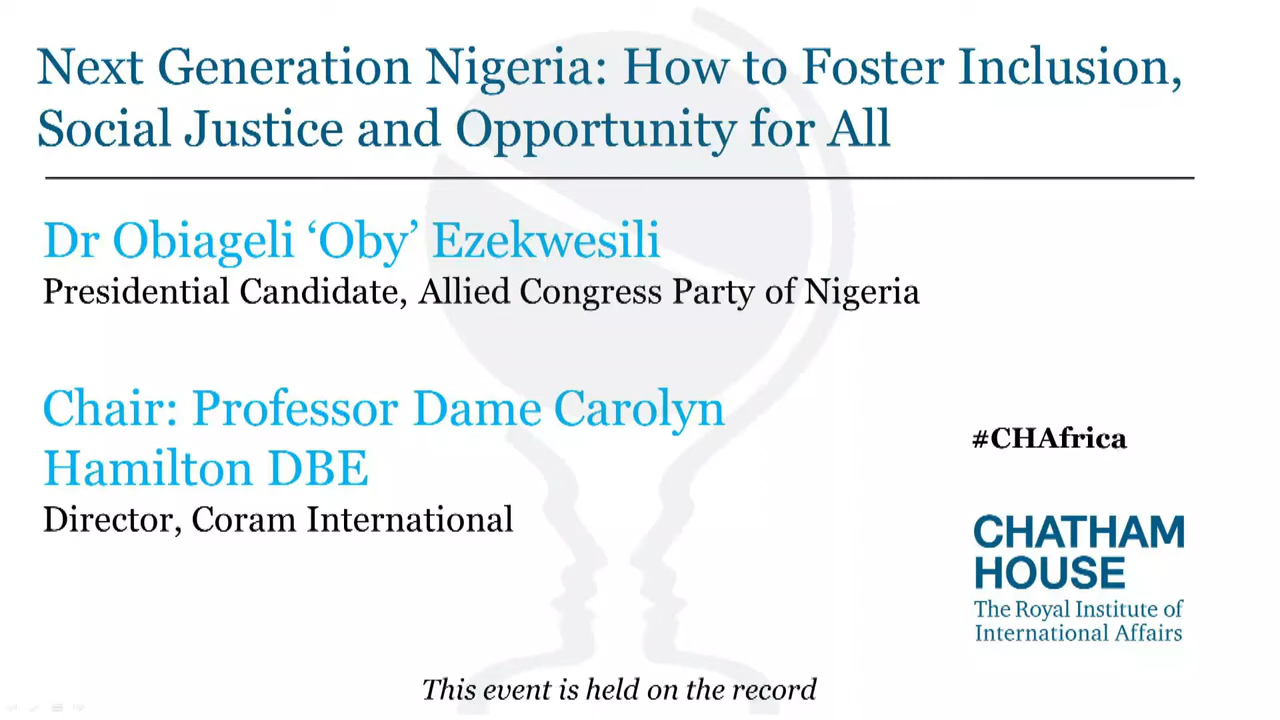 Next Generation Nigeria: How to Foster Inclusion,
Social Justice and Opportunity for All
Dr Obiageli ‘Oby’ Ezekwesili
Presidential Candidate, Allied Congress Party of Nigeria
Chair: Professor Dame Carolyn
Hamilton DBE
Director, Coram International
#CHAfrica
CHATHAM
HOUSE
The Royal Institute of
International Affairs
This event is held on the record